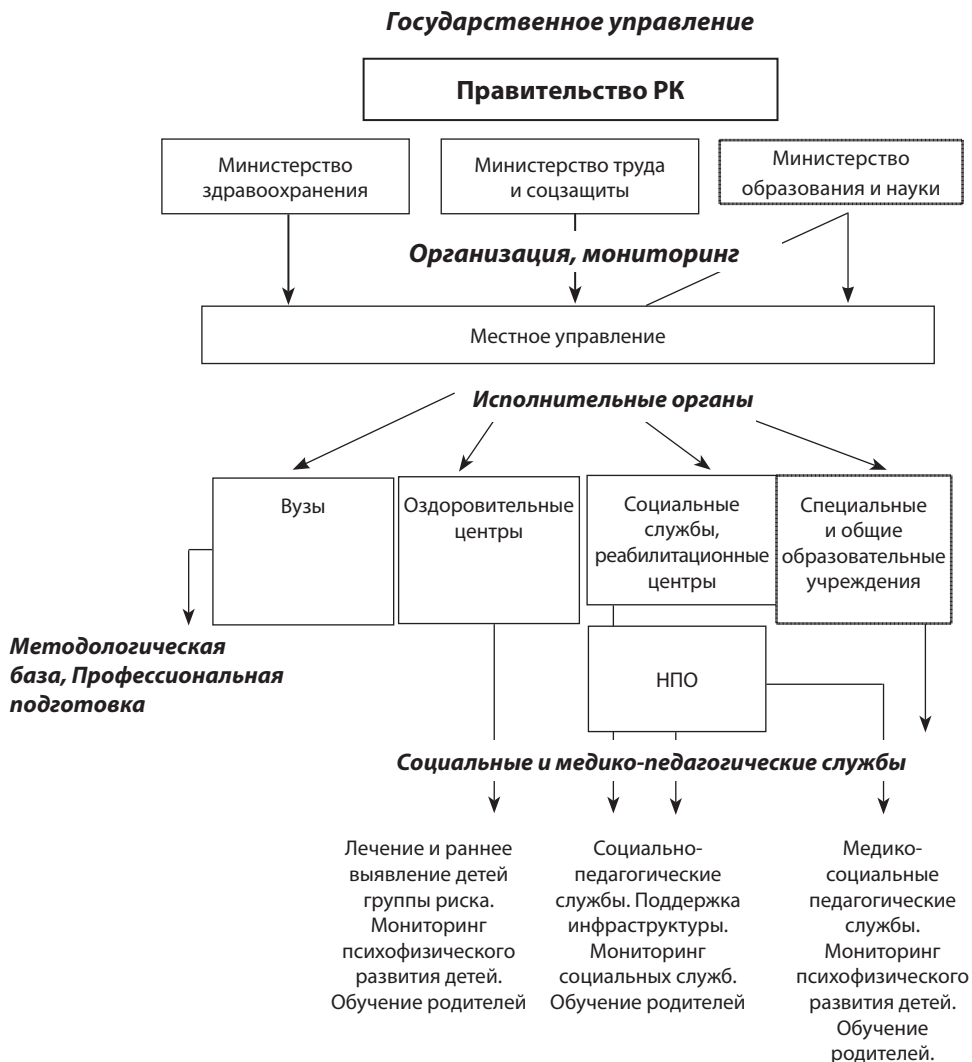 Государственное управление
Правительство РК
Министерство
здравоохранения
Министерство труда
и соцзащиты
Министерство
образования и науки
Организация, мониторинг
Местное управление
Исполнительные органы
Вузы
Оздоровительные
центры
Социальные
службы,
реабилитационные
центры
Специальные
и общие
образовательные
учреждения
Методологическая
база, Профессиональная
подготовка
НПО
Социальные и медико-педагогические службы
Лечение и раннее
выявление детей
группы риска.
Мониторинг
психофизического
развития детей.
Обучение родителей
Социально-
педагогические
службы. Поддержка
инфраструктуры.
Мониторинг
социальных служб.
Обучение родителей
Медико-
социальные
педагогические
службы.
Мониторинг
психофизического
развития детей.
Обучение
родителей.